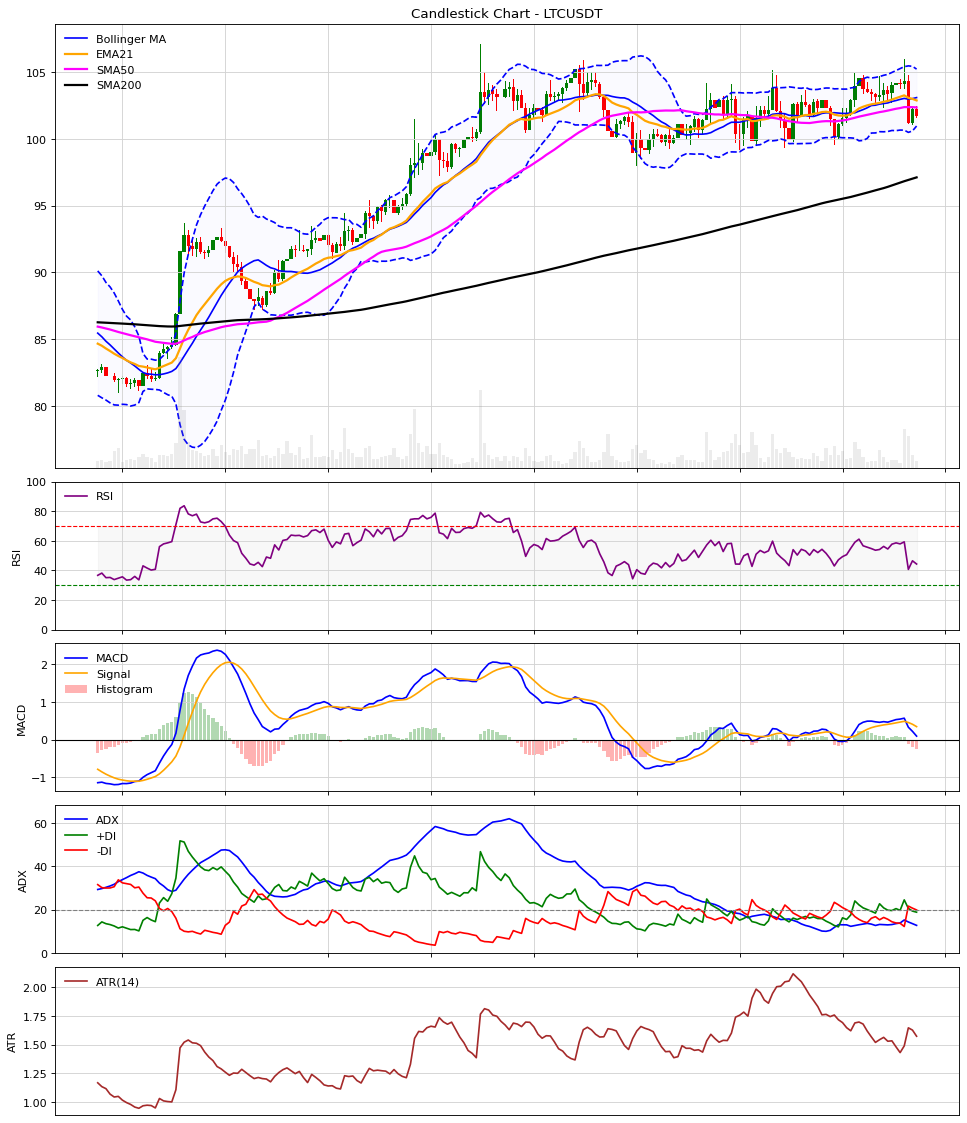 Candlestick Chart - LTCUSDT
Bollinger MA
EMA21
SMA50
SMA200
105
100
95
90
85
80
RSI
100
80
60
40
20
0
RSI
MACD
Signal
Histogram
2
1
0
−1
MACD
ADX
+DI
-DI
60
40
20
0
ADX
ATR(14)
2.00
1.75
1.50
1.25
1.00
ATR